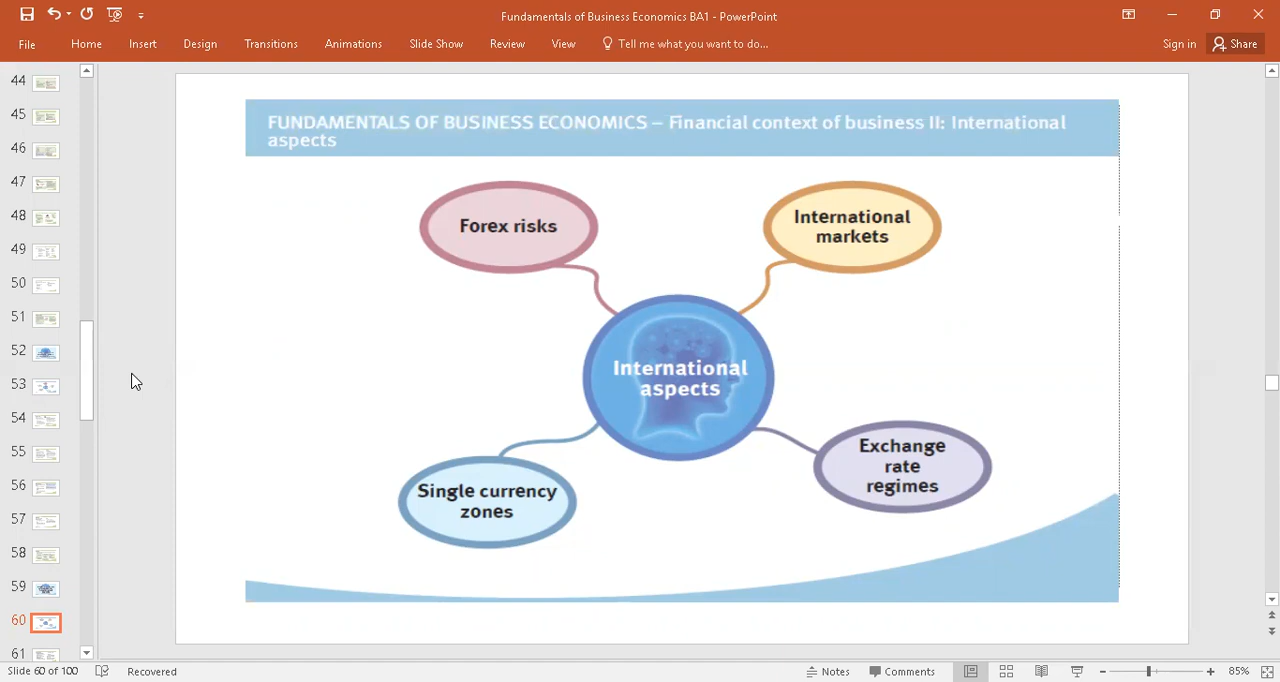 Fundamentals of Business Economics BA1 - PowerPoint
File
Home
Insert
Design
Transitions
Animations
Slide Show
Review
View
Tell me what you want to do...
Sign in
Share
44
45
46
47
48
49
50
51
52
53
54
55
56
57
58
59
60
61
FUNDAMENTALS OF BUSINESS ECONOMICS – Financial context of business II: International
aspects
Forex risks
International
markets
International
aspects
Single currency
zones
Exchange
rate
regimes
Slide 60 of 100
Recovered
Notes
Comments
85%